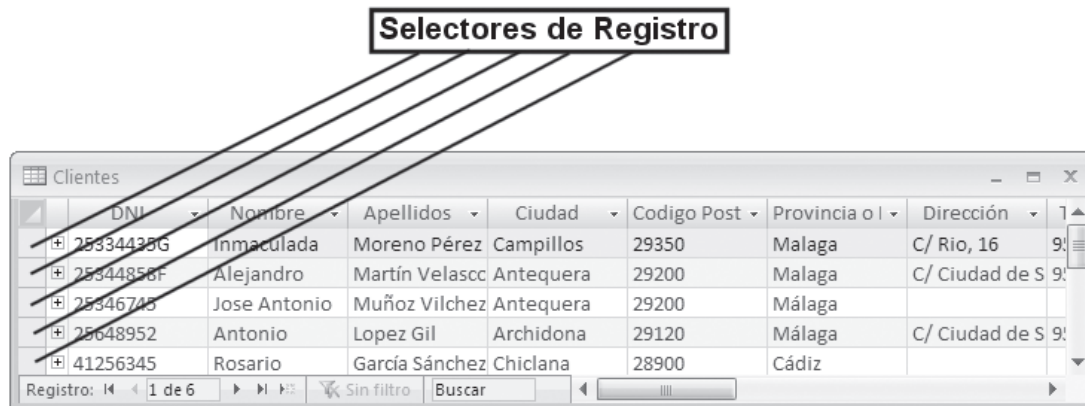 Selectores de Registro
Clientes
DNI Nombre Apellidos Ciudad Codigo Post Provincia o Dirección
25334435G Inmaculada Moreno Pérez Campillos 29350 Malaga C/ Rio, 16
25344858F Alejandro Martín Velasco Antequera 29200 Malaga C/ Ciudad de S
25346745 Jose Antonio Muñoz Vilchez Antequera 29200 Málaga
25648952 Antonio Lopez Gil Archidona 29120 Málaga C/ Ciudad de S
41256345 Rosario García Sánchez Chiclana 28900 Cádiz
Registro: 1 de 6 Sin filtro Buscar